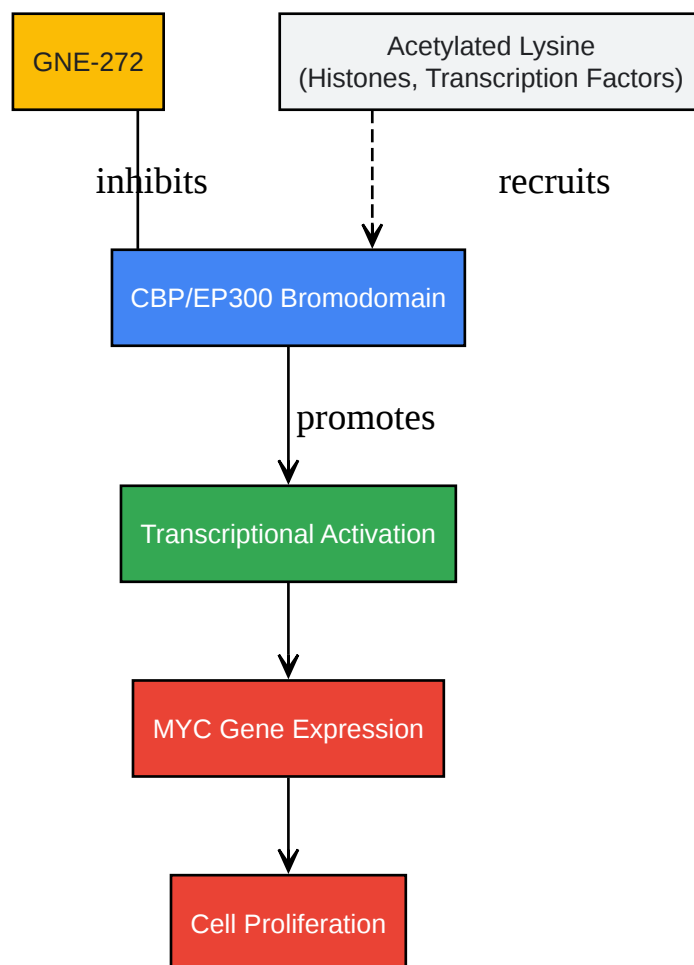 GNE-272
Acetylated Lysine
(Histones, Transcription Factors)
inhibits
recruits
CBP/EP300 Bromodomain
promotes
Transcriptional Activation
MYC Gene Expression
Cell Proliferation